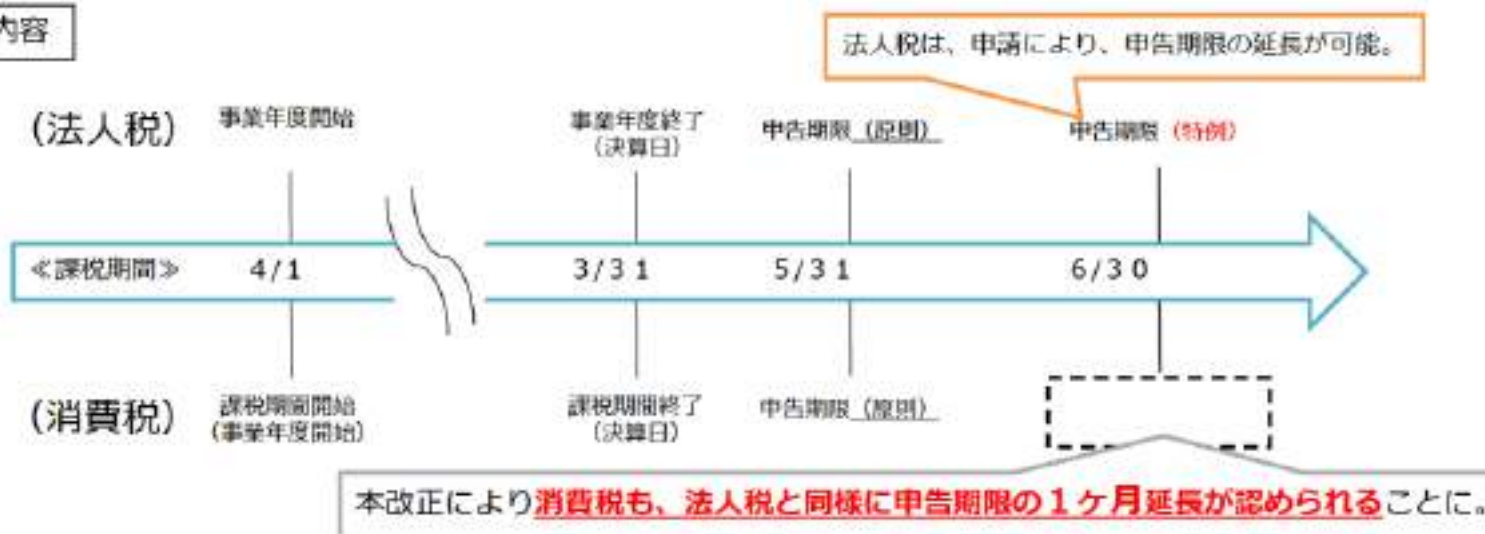 内容
法人税は、申請により、申告期限の延長が可能。
(法人税)
事業年度開始
事業年度終了
(決算日)
申告期限(原則)
申告期限(特例)
≪課税期間≫
4/1
3/31
5/31
6/30
(消費税)
課税期間開始
(事業年度開始)
課税期間終了
(決算日)
申告期限(原則)
本改正により消費税も、法人税と同様に申告期限の1ケ月延長が認められることに。